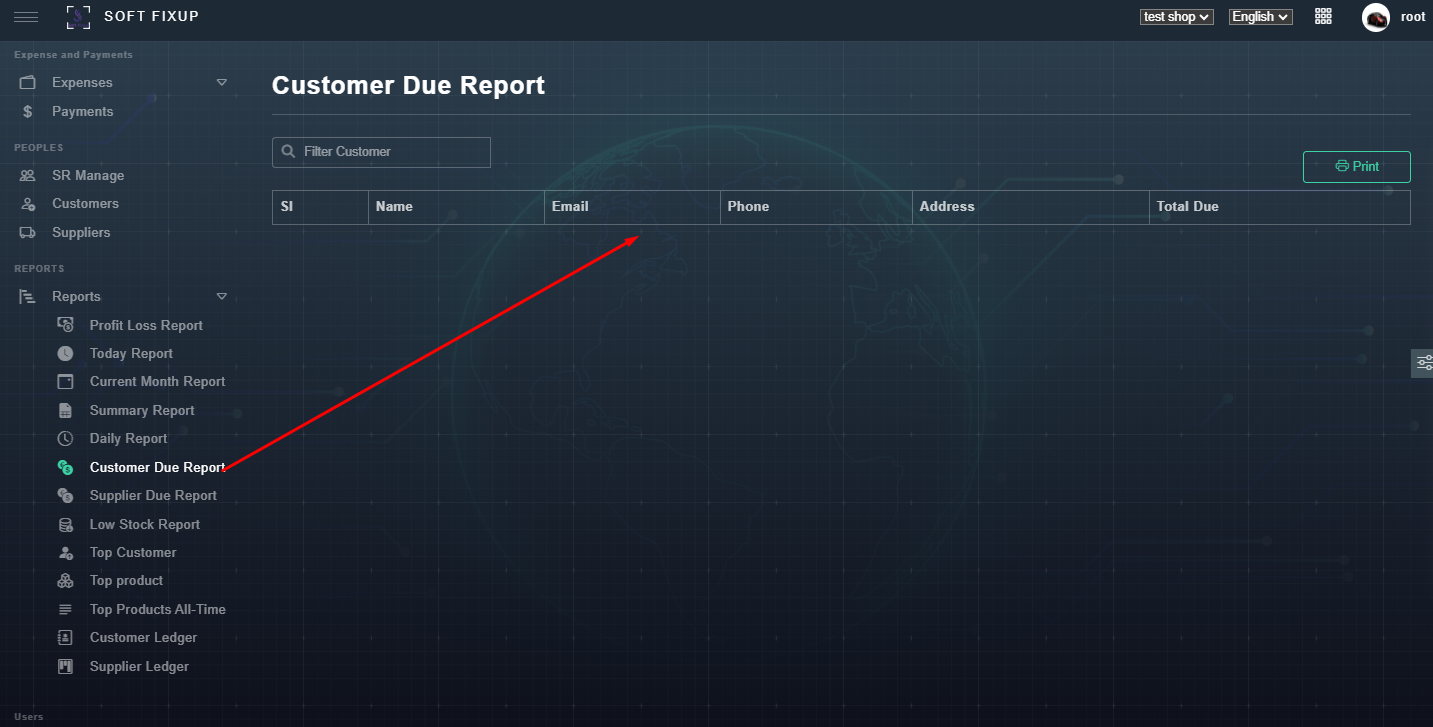 SOFT FIXUP
test shop
English
root
Expense and Payments
Expenses
Payments
PEOPLES
SR Manage
Customers
Suppliers
REPORTS
Reports
Profit Loss Report
Today Report
Current Month Report
Summary Report
Daily Report
Customer Due Report
Supplier Due Report
Low Stock Report
Top Customer
Top product
Top Products All-Time
Customer Ledger
Supplier Ledger
Users
Customer Due Report
Filter Customer
Print
Sl Name Email Phone Address Total Due